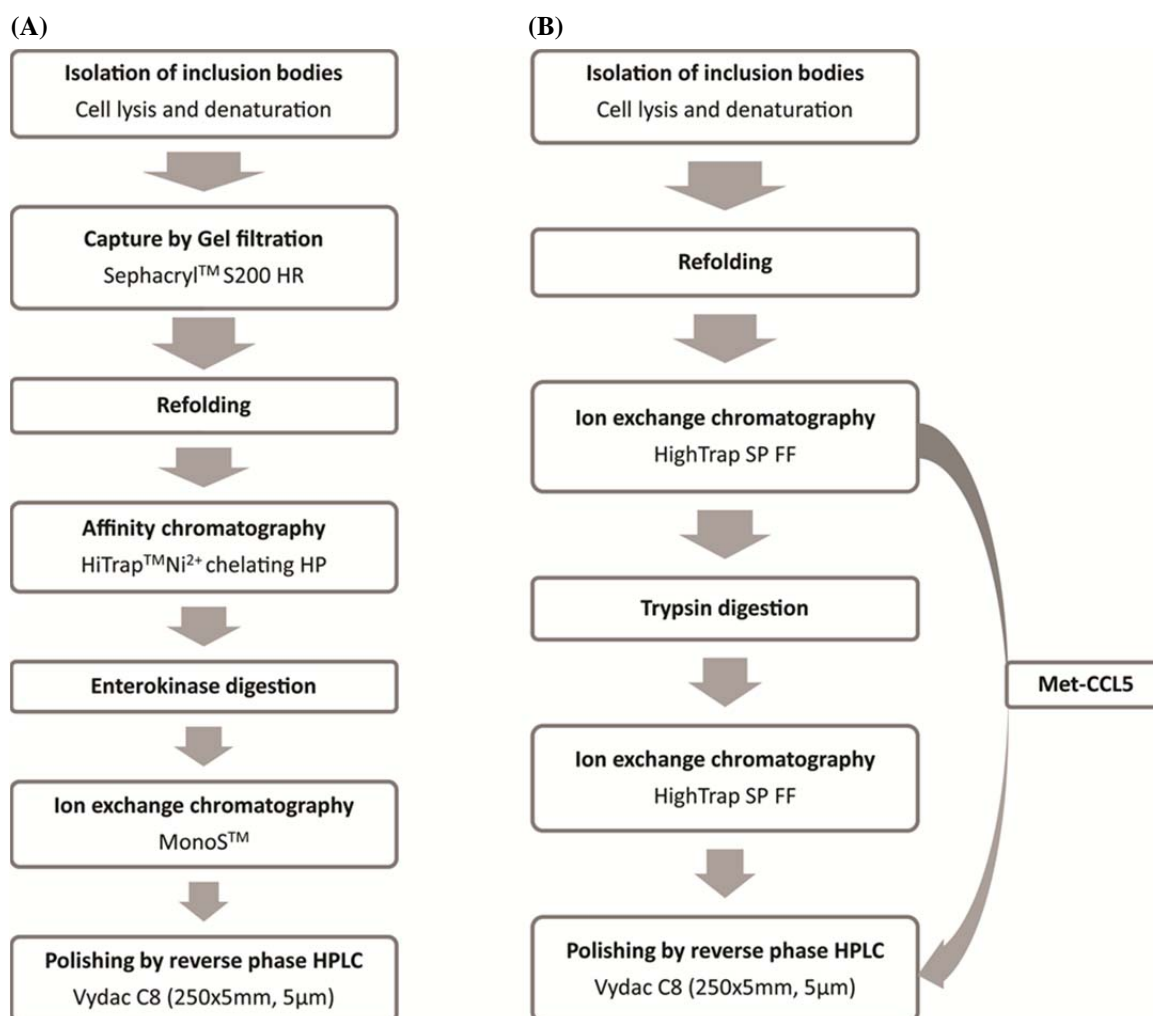 (A)
Isolation of inclusion bodies
Cell lysis and denaturation
Capture by Gel filtration
Sephacryl™ S200 HR
Refolding
Affinity chromatography
HiTrap™Ni²⁺ chelating HP
Enterokinase digestion
Ion exchange chromatography
MonoS™
Polishing by reverse phase HPLC
Vydac C8 (250x5mm, 5µm)
(B)
Isolation of inclusion bodies
Cell lysis and denaturation
Refolding
Ion exchange chromatography
HighTrap SP FF
Trypsin digestion
Ion exchange chromatography
HighTrap SP FF
Polishing by reverse phase HPLC
Vydac C8 (250x5mm, 5µm)
Met-CCL5